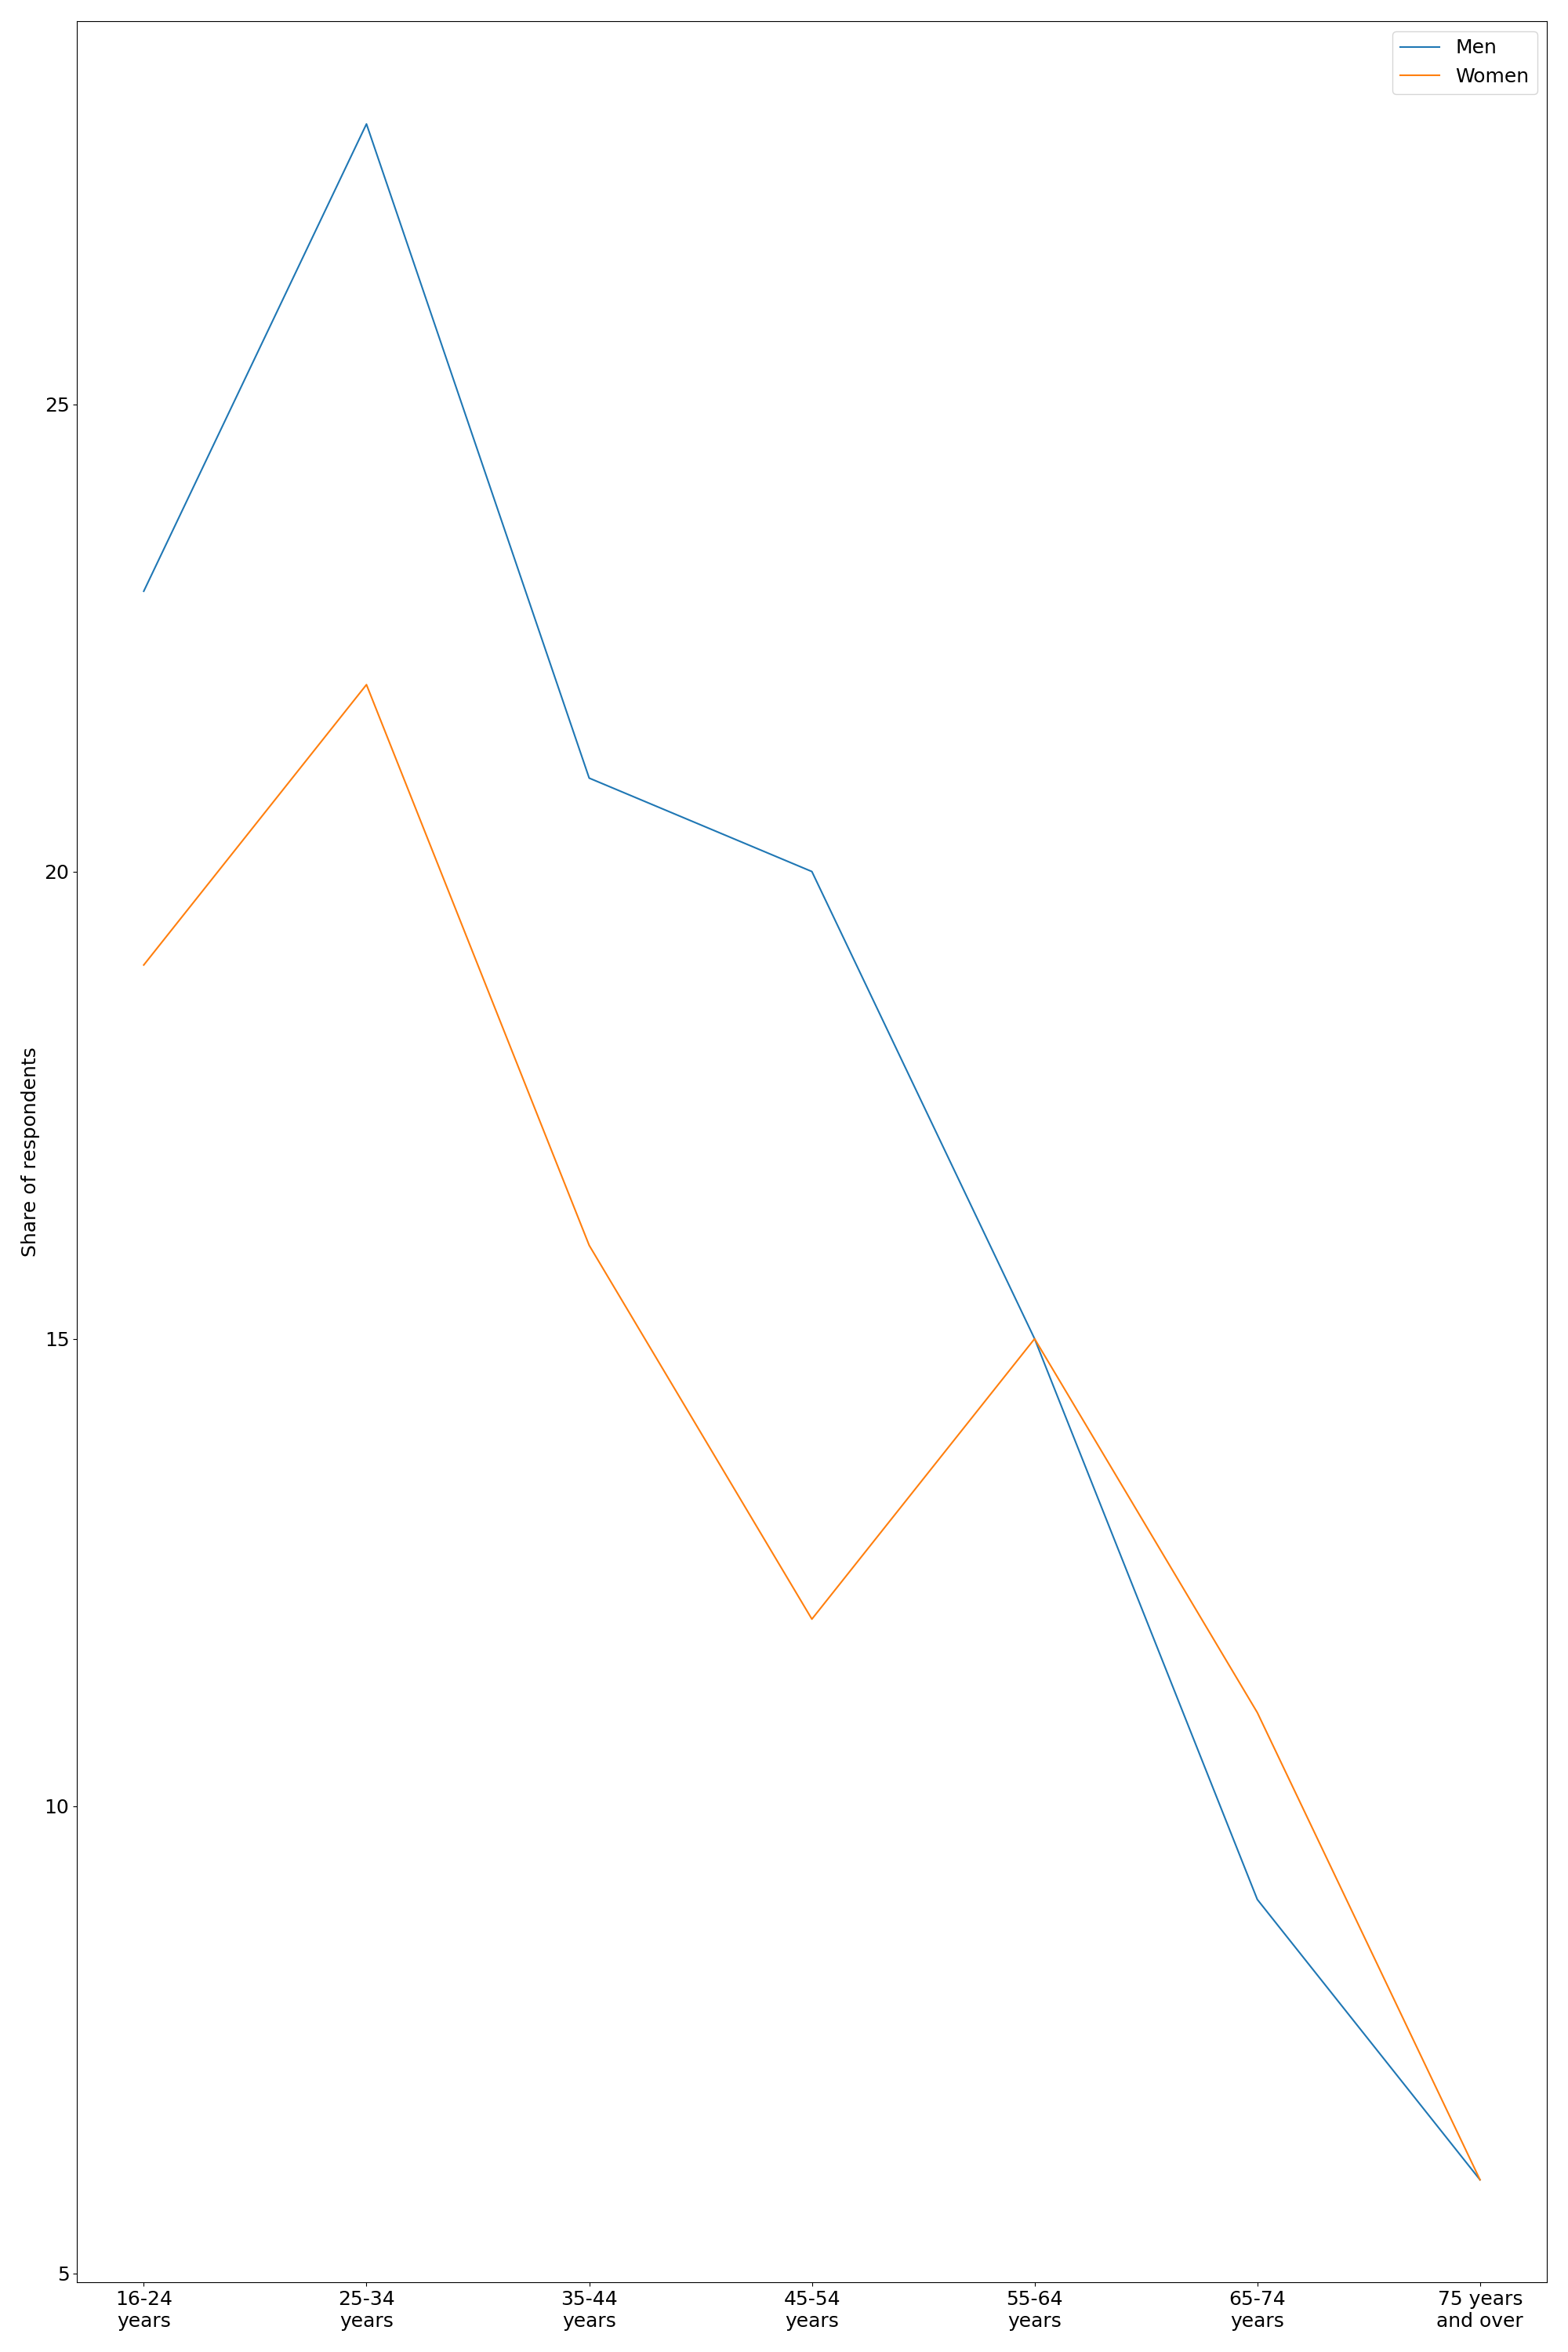 Men
Women
Share of respondents
25
20
15
10
5
16-24
years
25-34
years
35-44
years
45-54
years
55-64
years
65-74
years
75 years
and over